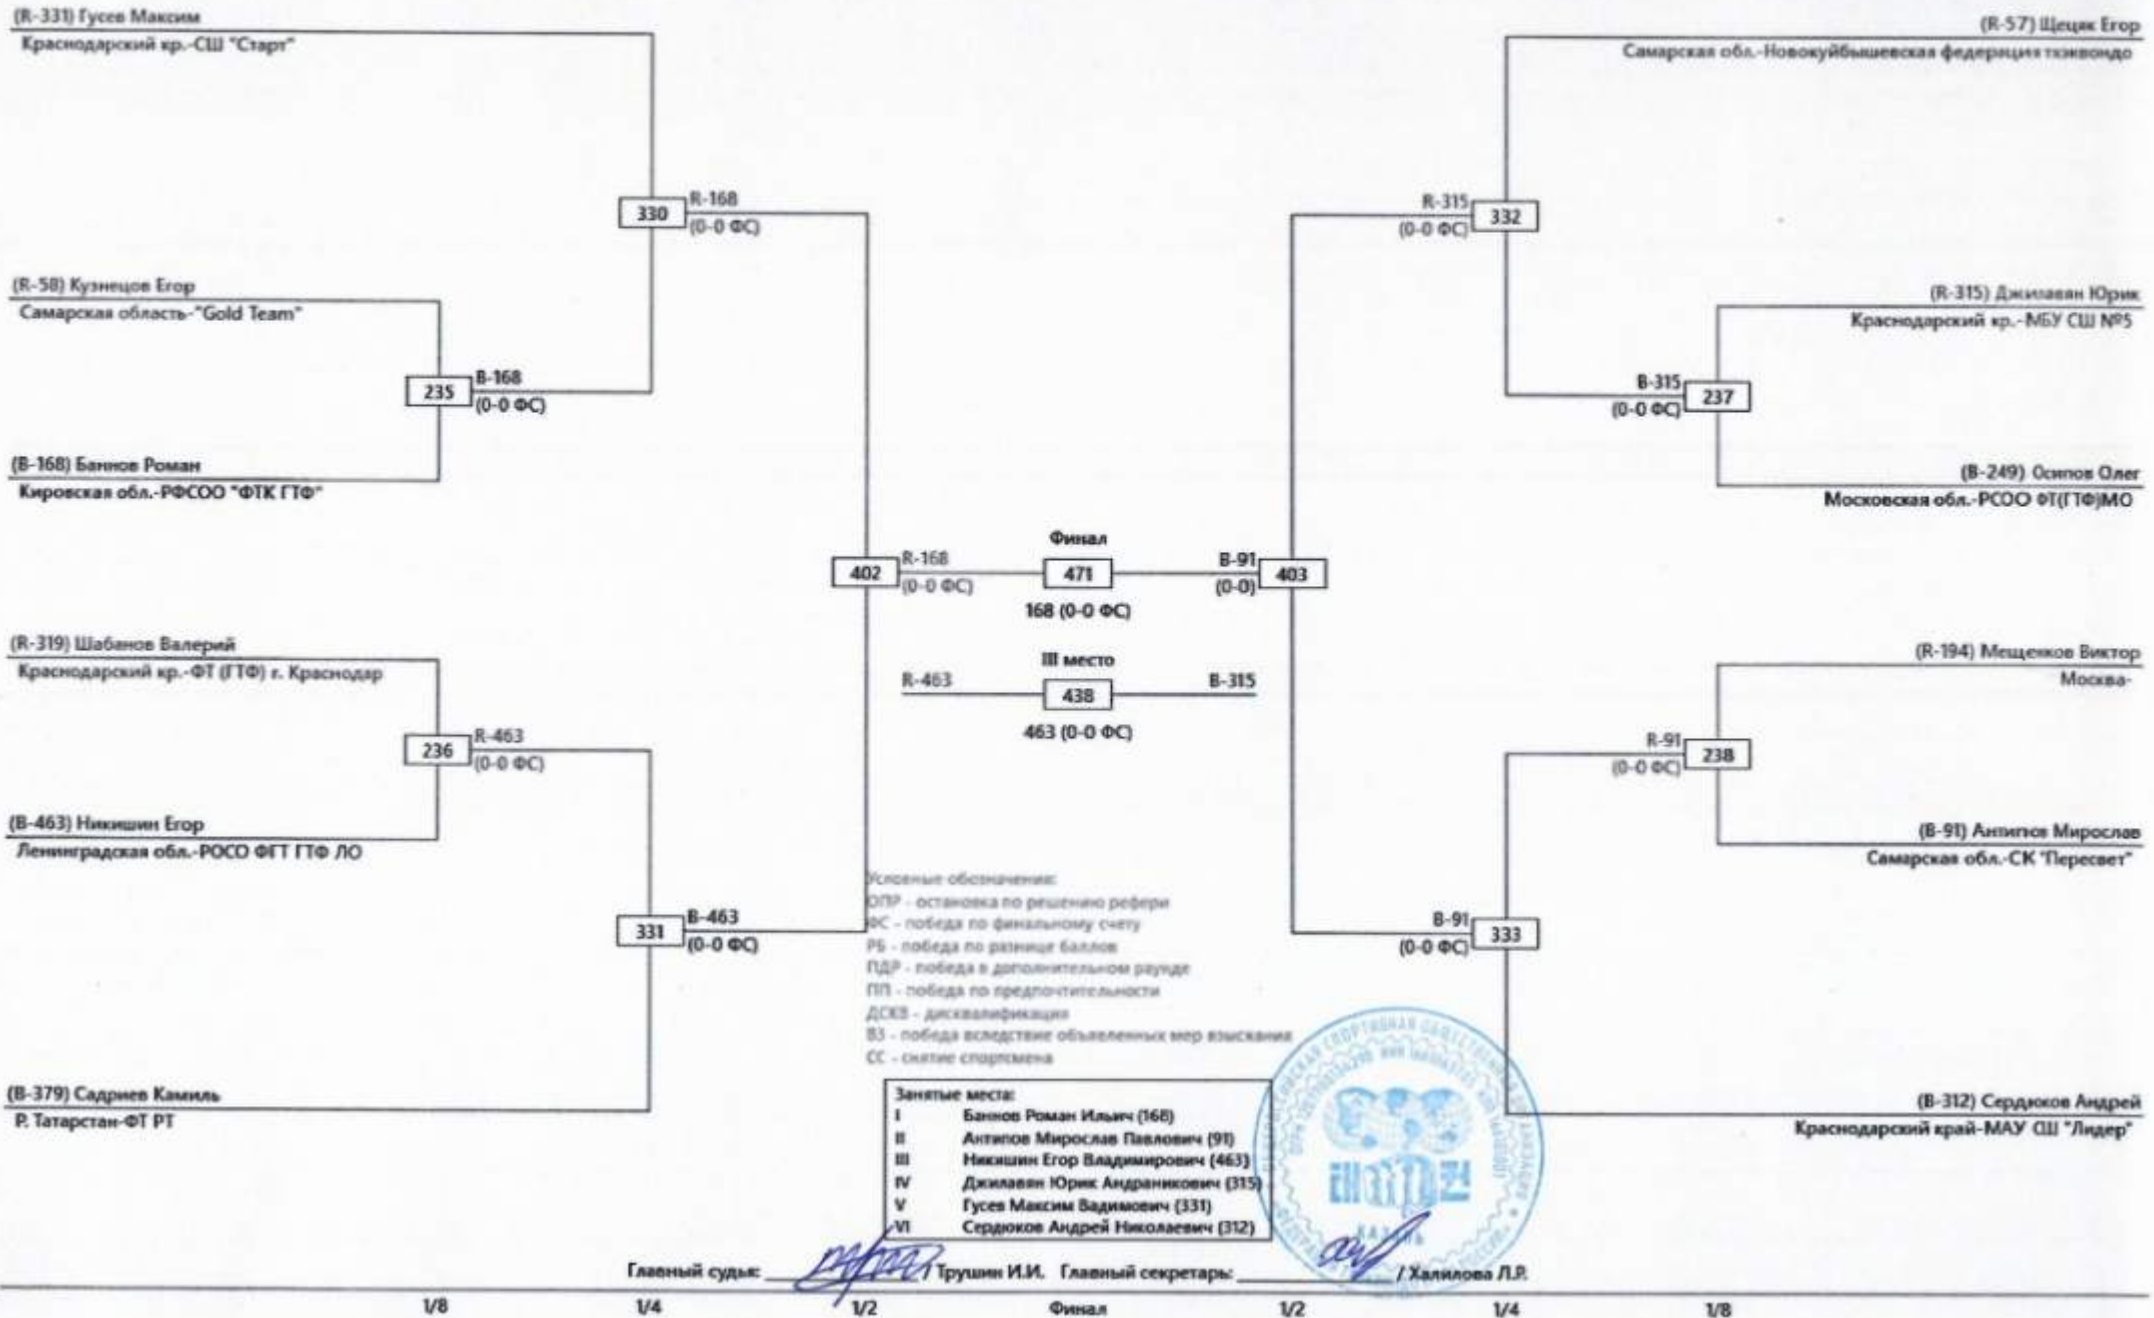 (R-331) Гусев Максим
Краснодарский кр.-СШ "Старт"
(R-57) Щецяк Егор
Самарская обл.-Новокуйбышевская федерация тхэквондо
330
R-168
(0-0 ФС)
R-315
(0-0 ФС)
332
(R-58) Кузнецов Егор
Самарская область-"Gold Team"
(R-315) Джилавян Юрик
Краснодарский кр.-МБУ СШ №5
235
B-168
(0-0 ФС)
B-315
(0-0 ФС)
237
(B-168) Баннов Роман
Кировская обл.-РФСОО "ФТК ГТФ"
(B-249) Осипов Олег
Московская обл.-РСОО ФТ(ГТФ)МО
402
R-168
(0-0 ФС)
Финал
471
168 (0-0 ФС)
B-91
(0-0)
403
III место
R-463
438
B-315
463 (0-0 ФС)
(R-319) Шабанов Валерий
Краснодарский кр.-ФТ (ГТФ) г. Краснодар
(R-194) Мещенков Виктор
Москва-
236
R-463
(0-0 ФС)
R-91
(0-0 ФС)
238
(B-463) Никишин Егор
Ленинградская обл.-РОСО ФГТ ГТФ ЛО
(B-91) Антипов Мирослав
Самарская обл.-СК "Пересвет"
331
B-463
(0-0 ФС)
B-91
(0-0 ФС)
333
Условные обозначения:
ОПР - остановка по решению рефери
ФС - победа по финальному счету
РБ - победа по разнице баллов
ПДР - победа в дополнительном раунде
ПП - победа по предпочтительности
ДСКВ - дисквалификация
ВЗ - победа вследствие объявленных мер взыскания
СС - снятие спортсмена
(B-379) Садриев Камиль
Р. Татарстан-ФТ РТ
(B-312) Сердюков Андрей
Краснодарский край-МАУ СШ "Лидер"
Занятые места:
I Баннов Роман Ильич (168)
II Антипов Мирослав Павлович (91)
III Никишин Егор Владимирович (463)
IV Джилавян Юрик Андраникович (315)
V Гусев Максим Вадимович (331)
VI Сердюков Андрей Николаевич (312)
КАЗАНЬ
Главный судья: / Трушин И.И. Главный секретарь: / Халилова Л.Р.
1/8 1/4 1/2 Финал 1/2 1/4 1/8